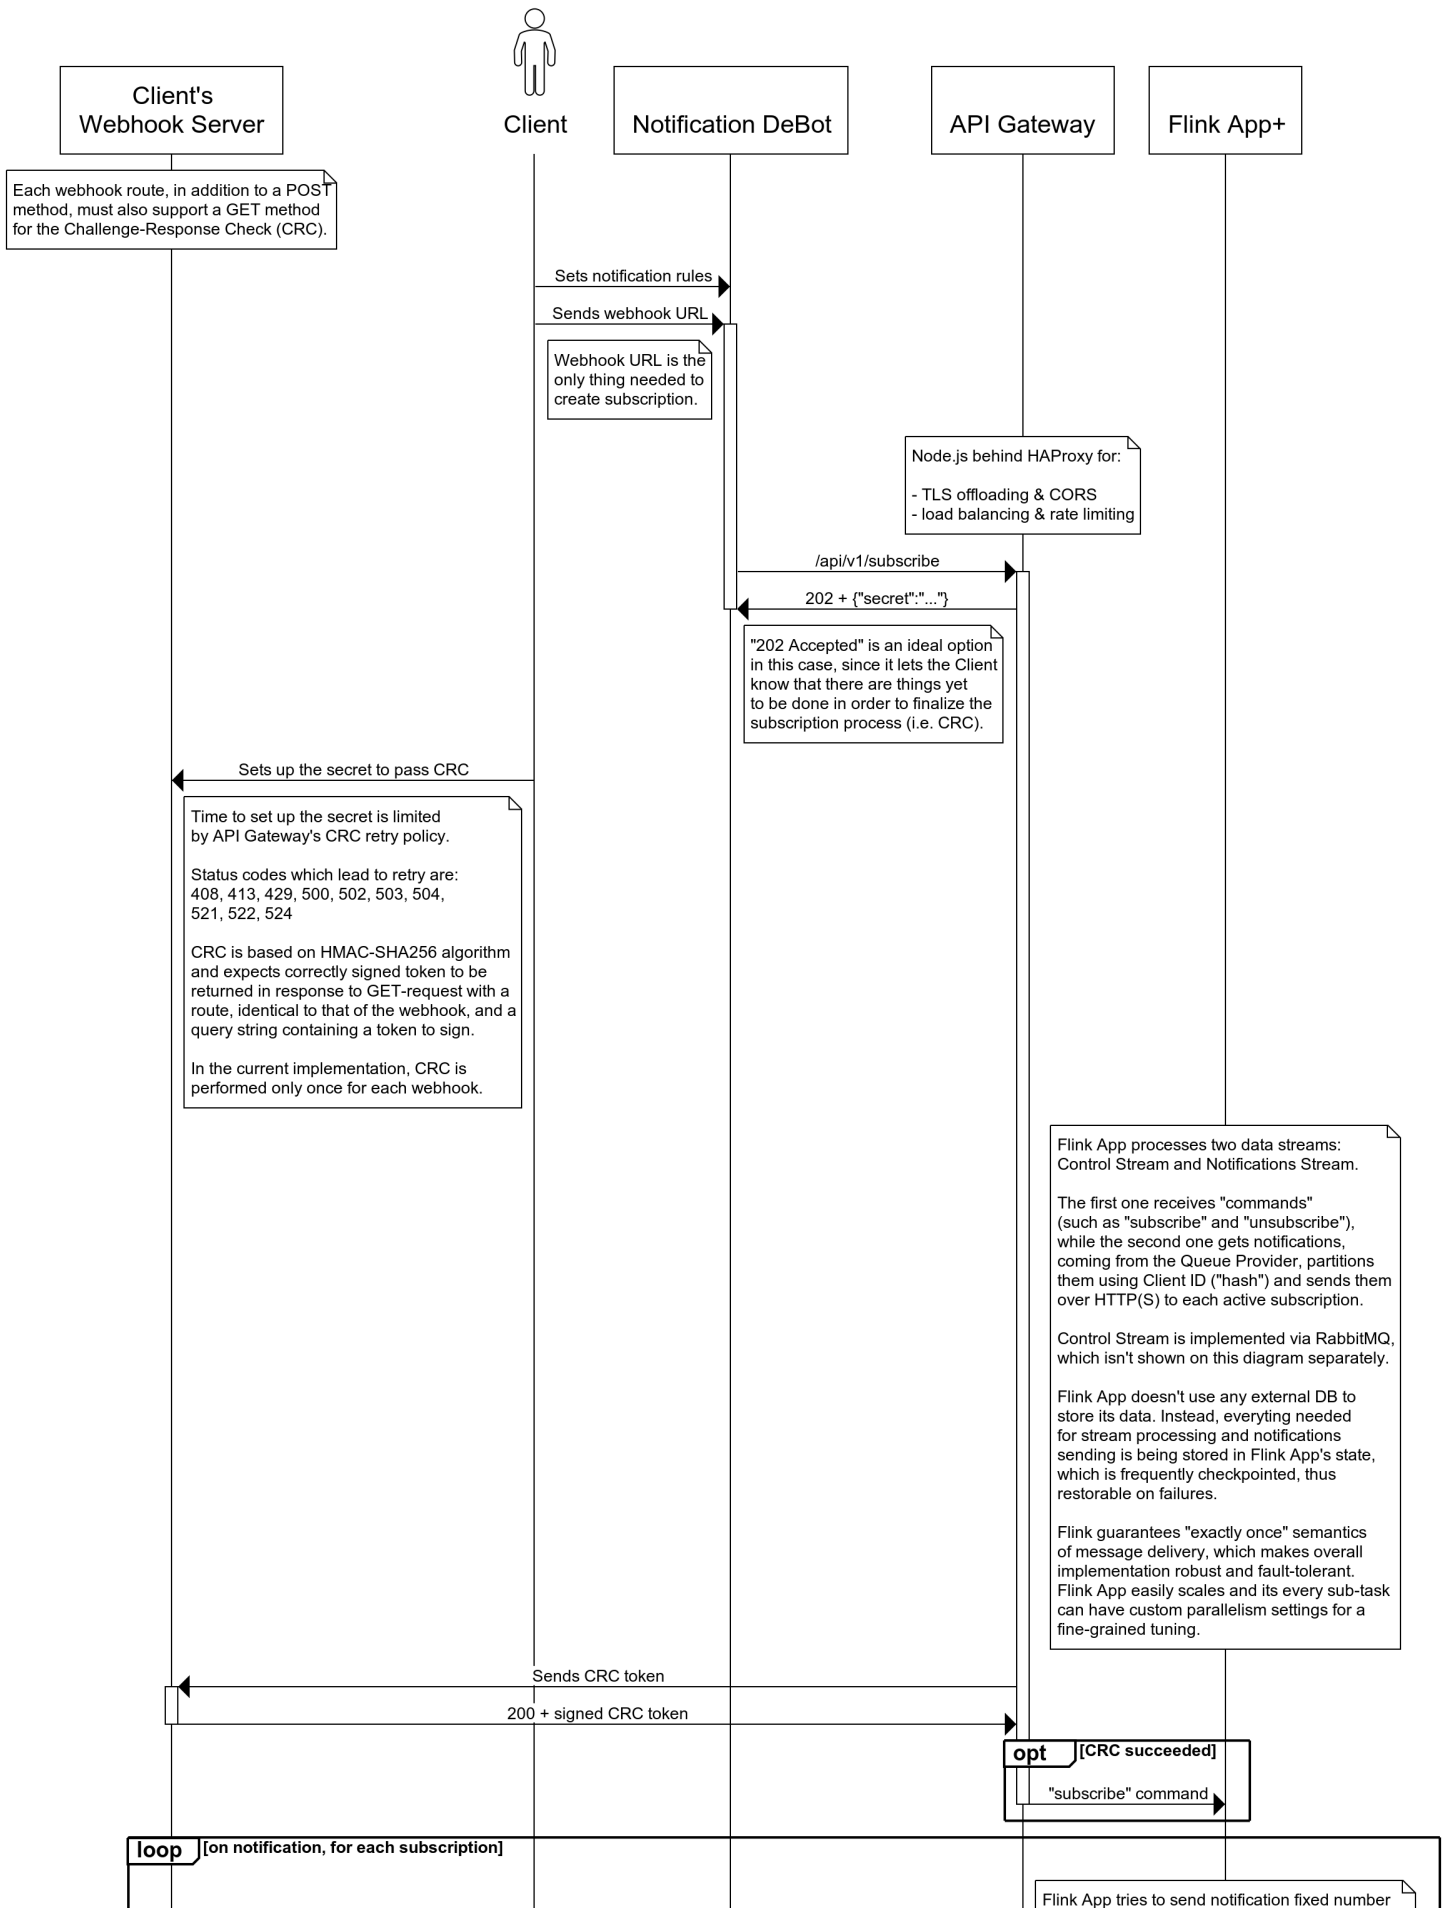 Client's
Webhook Server
Client
Notification DeBot
API Gateway
Flink App+
Each webhook route, in addition to a POST
method, must also support a GET method
for the Challenge-Response Check (CRC).
Sets notification rules
Sends webhook URL
Webhook URL is the
only thing needed to
create subscription.
Node.js behind HAProxy for:
- TLS offloading & CORS
- load balancing & rate limiting
/api/v1/subscribe
202 + {"secret":"..."}
"202 Accepted" is an ideal option
in this case, since it lets the Client
know that there are things yet
to be done in order to finalize the
subscription process (i.e. CRC).
Sets up the secret to pass CRC
Time to set up the secret is limited
by API Gateway's CRC retry policy.
Status codes which lead to retry are:
408, 413, 429, 500, 502, 503, 504,
521, 522, 524
CRC is based on HMAC-SHA256 algorithm
and expects correctly signed token to be
returned in response to GET-request with a
route, identical to that of the webhook, and a
query string containing a token to sign.
In the current implementation, CRC is
performed only once for each webhook.
Flink App processes two data streams:
Control Stream and Notifications Stream.
The first one receives "commands"
(such as "subscribe" and "unsubscribe"),
while the second one gets notifications,
coming from the Queue Provider, partitions
them using Client ID ("hash") and sends them
over HTTP(S) to each active subscription.
Control Stream is implemented via RabbitMQ,
which isn't shown on this diagram separately.
Flink App doesn't use any external DB to
store its data. Instead, everyting needed
for stream processing and notifications
sending is being stored in Flink App's state,
which is frequently checkpointed, thus
restorable on failures.
Flink guarantees "exactly once" semantics
of message delivery, which makes overall
implementation robust and fault-tolerant.
Flink App easily scales and its every sub-task
can have custom parallelism settings for a
fine-grained tuning.
Sends CRC token
200 + signed CRC token
opt [CRC succeeded]
"subscribe" command
loop [on notification, for each subscription]
Flink App tries to send notification fixed number